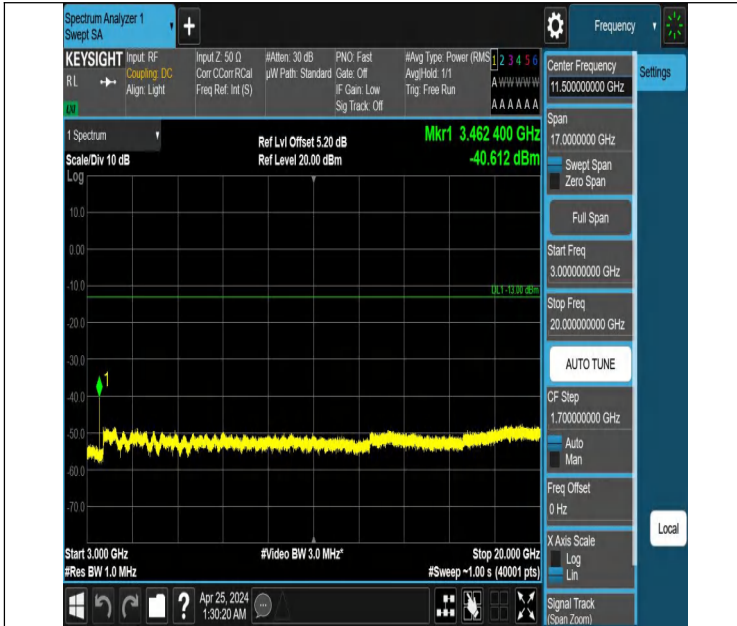 Spectrum Analyzer 1
Swept SA
Frequency
KEYSIGHT
RL
Input: RF
Coupling: DC
Align: Light
Input Z: 50 Ω
Corr CCorr RCal
Freq Ref: Int (S)
#Atten: 30 dB
µW Path: Standard
PNO: Fast
Gate: Off
IF Gain: Low
Sig Track: Off
#Avg Type: Power (RMS
Avg|Hold: 1/1
Trig: Free Run
1 2 3 4 5 6
A W W W W W
A A A A A A
1 Spectrum
Scale/Div 10 dB
Ref Lvl Offset 5.20 dB
Ref Level 20.00 dBm
Mkr1 3.462 400 GHz
-40.612 dBm
Log
10.0
0.00
-10.0
-20.0
-30.0
-40.0
-50.0
-60.0
-70.0
DL1 -13.00 dBm
1
Start 3.000 GHz
#Res BW 1.0 MHz
#Video BW 3.0 MHz*
Stop 20.000 GHz
#Sweep ~1.00 s (40001 pts)
Center Frequency
11.500000000 GHz
Settings
Span
17.0000000 GHz
Swept Span
Zero Span
Full Span
Start Freq
3.000000000 GHz
Stop Freq
20.000000000 GHz
AUTO TUNE
CF Step
1.700000000 GHz
Auto
Man
Freq Offset
0 Hz
X Axis Scale
Log
Lin
Local
Signal Track
(Span Zoom)
Apr 25, 2024
1:30:20 AM